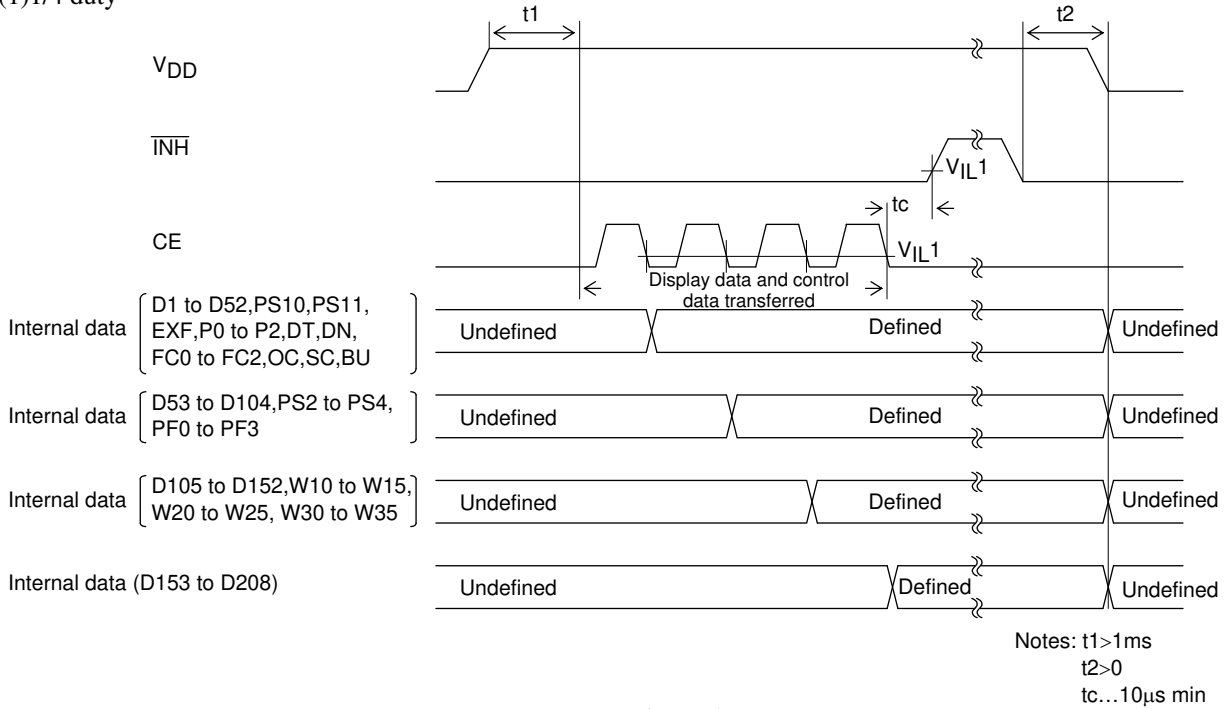 (1)1/4 duty
t1
t2
VDD
INH
VIL1
tc
CE
VIL1
Display data and control
data transferred
Internal data
D1 to D52,PS10,PS11,
EXF,P0 to P2,DT,DN,
FC0 to FC2,OC,SC,BU
Undefined
Defined
Undefined
Internal data
D53 to D104,PS2 to PS4,
PF0 to PF3
Undefined
Defined
Undefined
Internal data
D105 to D152,W10 to W15,
W20 to W25, W30 to W35
Undefined
Defined
Undefined
Internal data (D153 to D208)
Undefined
Defined
Undefined
Notes: t1>1ms
t2>0
tc…10μs min